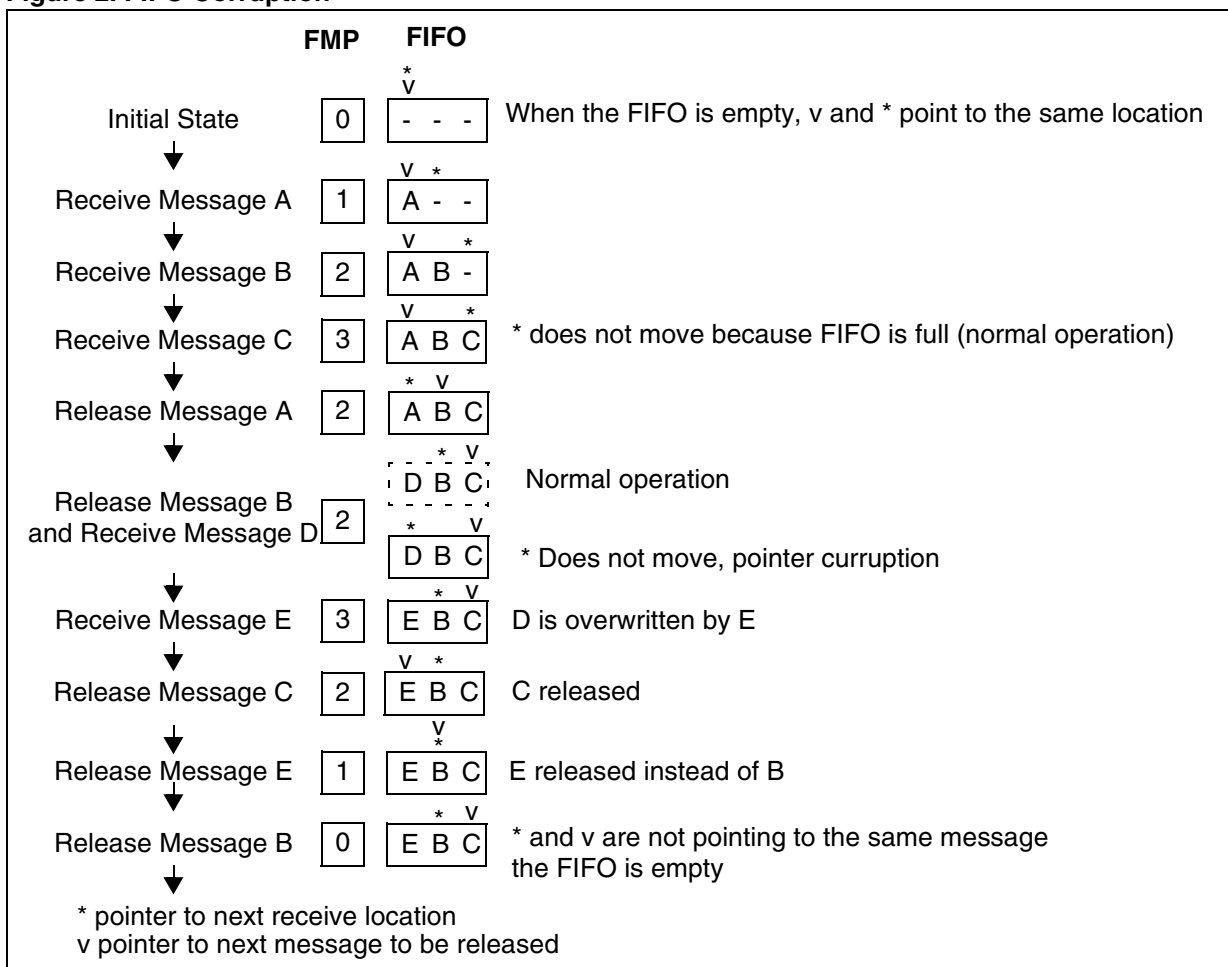 Figure 2. FIFO Corruption
FMP FIFO
*
v
Initial State 0 - - - When the FIFO is empty, v and * point to the same location
v *
Receive Message A 1 A - -
v *
Receive Message B 2 A B -
v *
Receive Message C 3 A B C * does not move because FIFO is full (normal operation)
* v
Release Message A 2 A B C
* v
D B C Normal operation
Release Message B
and Receive Message D 2
* v
D B C * Does not move, pointer curruption
* v
Receive Message E 3 E B C D is overwritten by E
v *
Release Message C 2 E B C C released
v
*
Release Message E 1 E B C E released instead of B
* v
Release Message B 0 E B C * and v are not pointing to the same message
the FIFO is empty
* pointer to next receive location
v pointer to next message to be released